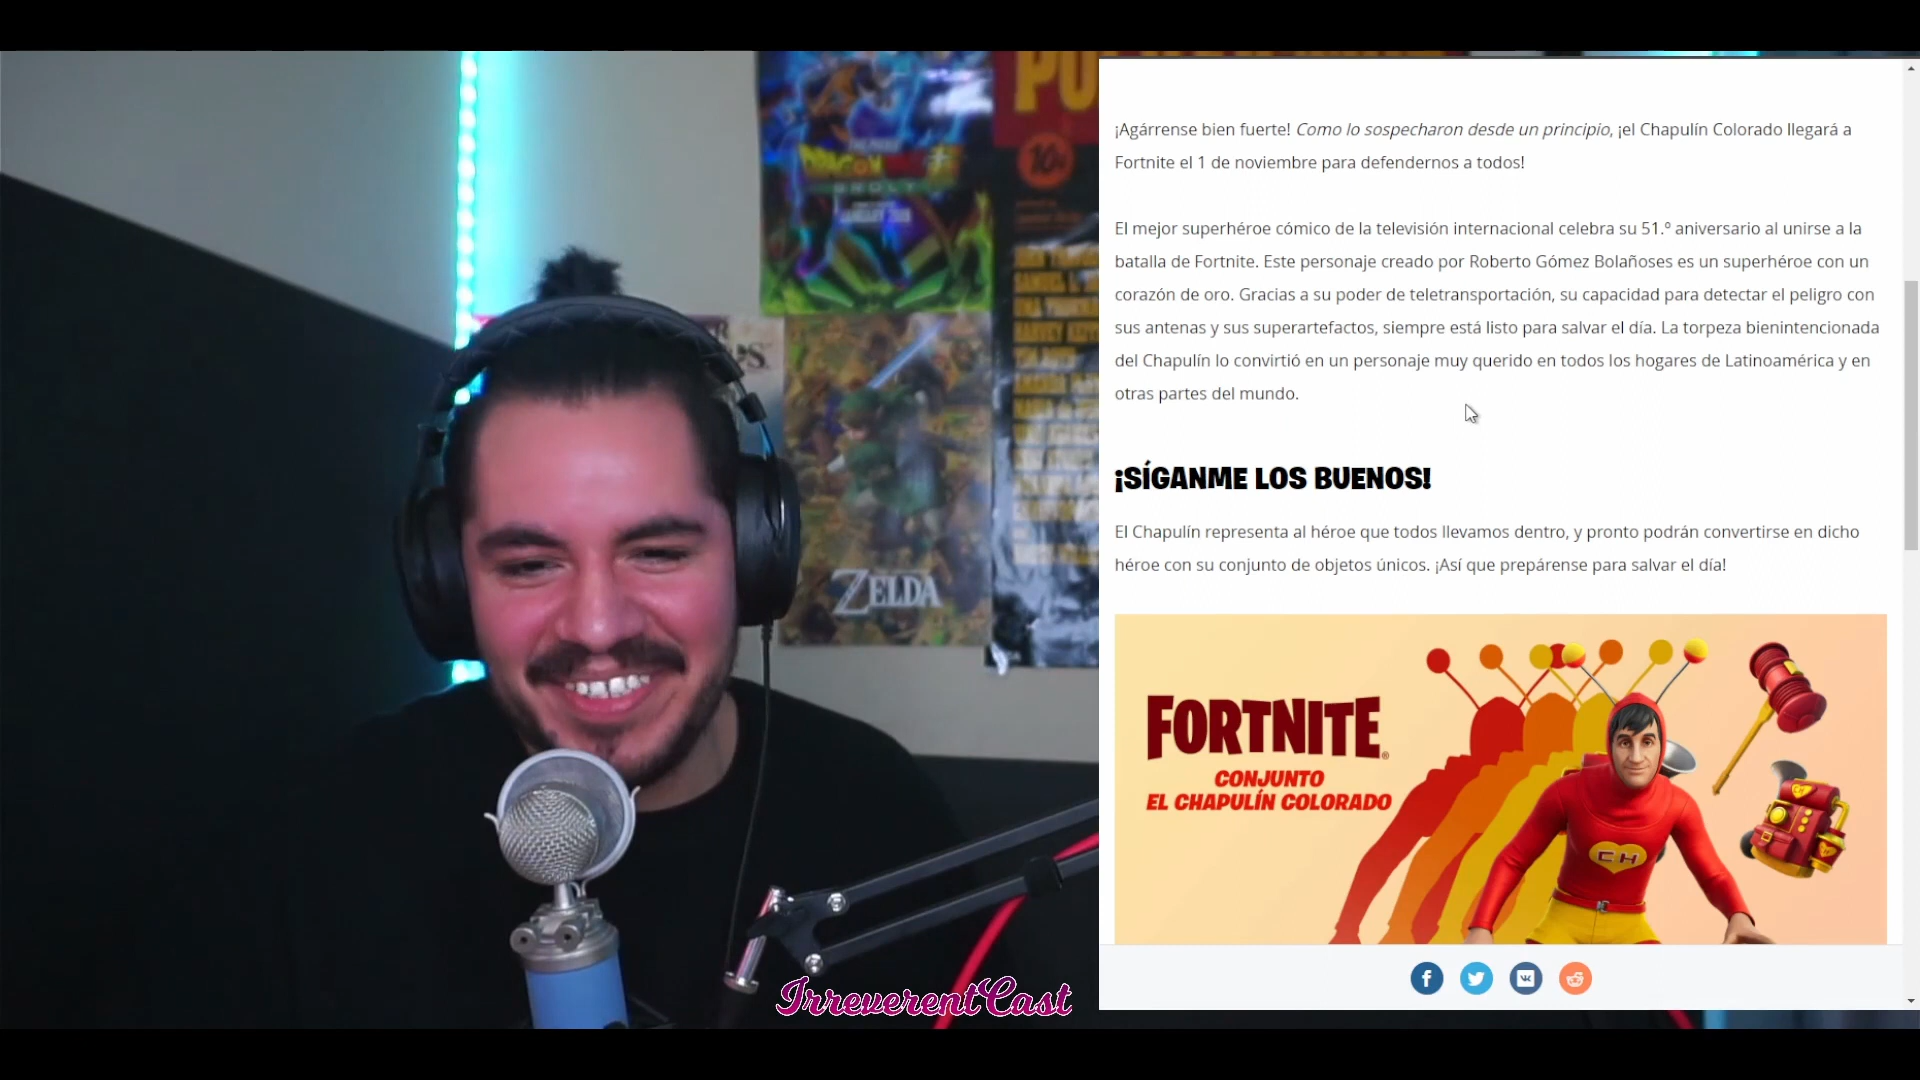 PU
10
DRAGON BALL
BROLY
ZELDA
IrreverentCast
¡Agárrense bien fuerte! Como lo sospecharon desde un principio, ¡el Chapulín Colorado llegará a
Fortnite el 1 de noviembre para defendernos a todos!
El mejor superhéroe cómico de la televisión internacional celebra su 51.º aniversario al unirse a la
batalla de Fortnite. Este personaje creado por Roberto Gómez Bolañoses es un superhéroe con un
corazón de oro. Gracias a su poder de teletransportación, su capacidad para detectar el peligro con
sus antenas y sus superartefactos, siempre está listo para salvar el día. La torpeza bienintencionada
del Chapulín lo convirtió en un personaje muy querido en todos los hogares de Latinoamérica y en
otras partes del mundo.
¡SÍGANME LOS BUENOS!
El Chapulín representa al héroe que todos llevamos dentro, y pronto podrán convertirse en dicho
héroe con su conjunto de objetos únicos. ¡Así que prepárense para salvar el día!
FORTNITE
CONJUNTO
EL CHAPULÍN COLORADO
CH